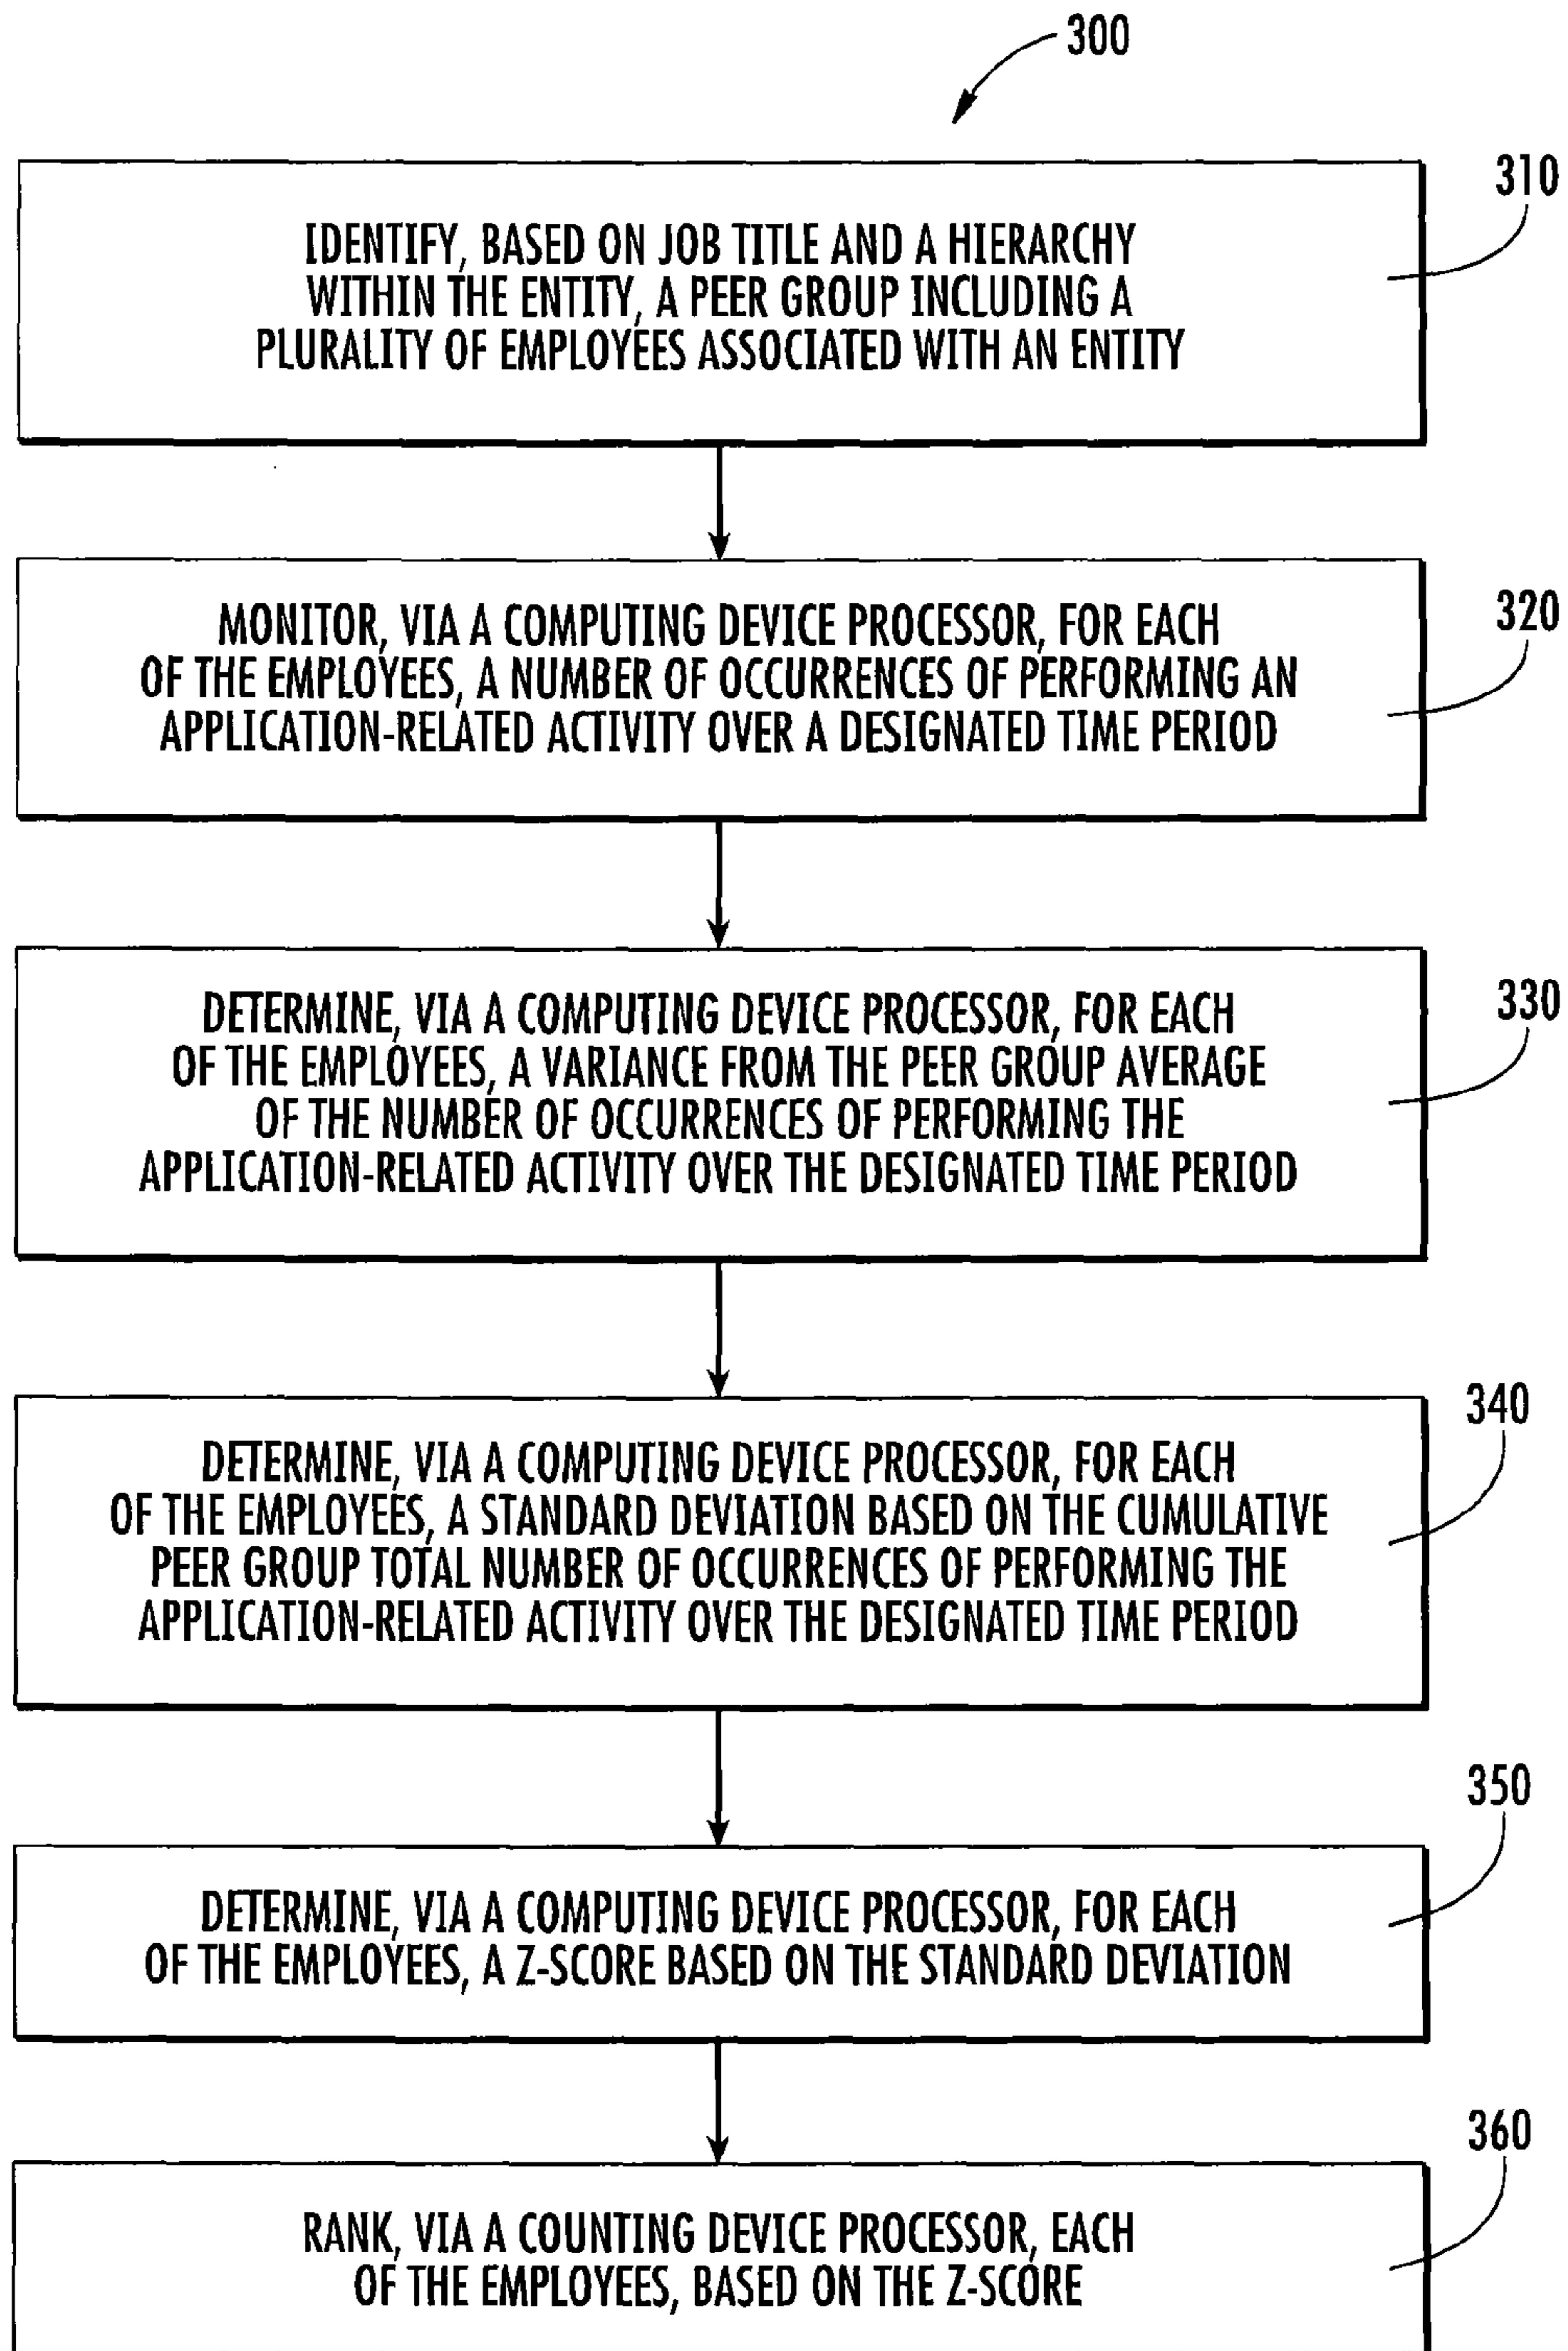 300
310
IDENTIFY, BASED ON JOB TITLE AND A HIERARCHY
WITHIN THE ENTITY, A PEER GROUP INCLUDING A
PLURALITY OF EMPLOYEES ASSOCIATED WITH AN ENTITY
320
MONITOR, VIA A COMPUTING DEVICE PROCESSOR, FOR EACH
OF THE EMPLOYEES, A NUMBER OF OCCURRENCES OF PERFORMING AN
APPLICATION-RELATED ACTIVITY OVER A DESIGNATED TIME PERIOD
330
DETERMINE, VIA A COMPUTING DEVICE PROCESSOR, FOR EACH
OF THE EMPLOYEES, A VARIANCE FROM THE PEER GROUP AVERAGE
OF THE NUMBER OF OCCURRENCES OF PERFORMING THE
APPLICATION-RELATED ACTIVITY OVER THE DESIGNATED TIME PERIOD
340
DETERMINE, VIA A COMPUTING DEVICE PROCESSOR, FOR EACH
OF THE EMPLOYEES, A STANDARD DEVIATION BASED ON THE CUMULATIVE
PEER GROUP TOTAL NUMBER OF OCCURRENCES OF PERFORMING THE
APPLICATION-RELATED ACTIVITY OVER THE DESIGNATED TIME PERIOD
350
DETERMINE, VIA A COMPUTING DEVICE PROCESSOR, FOR EACH
OF THE EMPLOYEES, A Z-SCORE BASED ON THE STANDARD DEVIATION
360
RANK, VIA A COUNTING DEVICE PROCESSOR, EACH
OF THE EMPLOYEES, BASED ON THE Z-SCORE